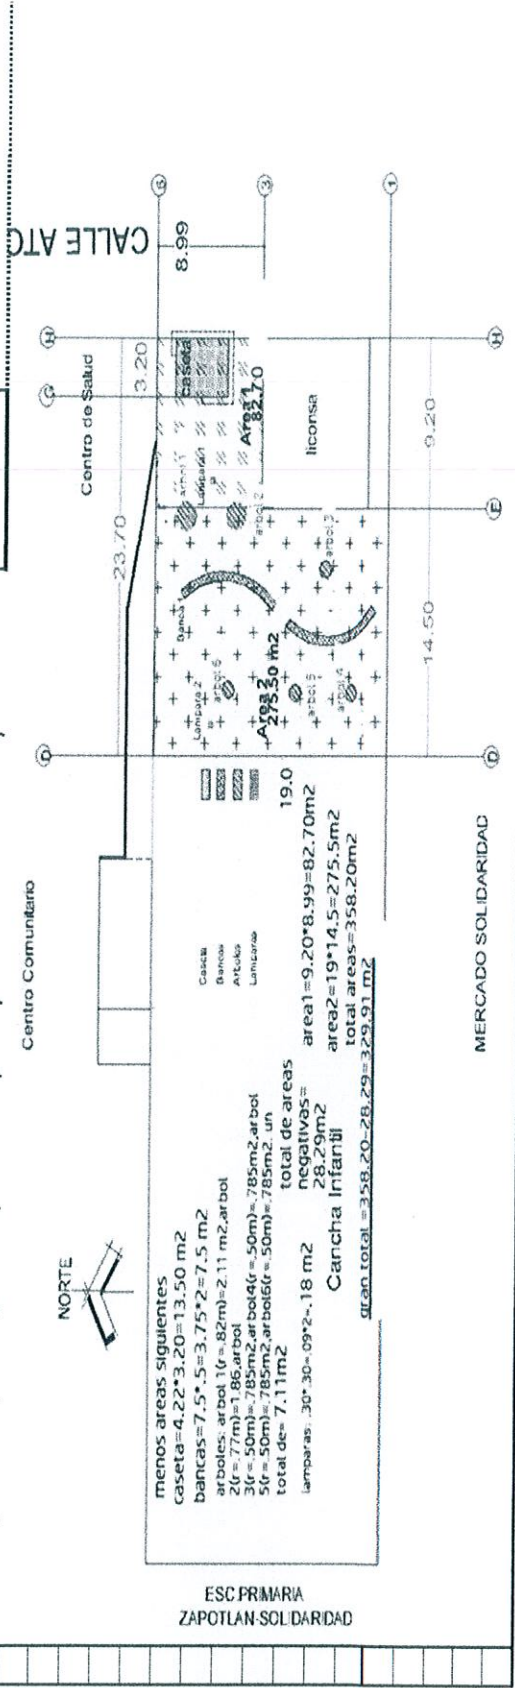 Centro Comunitario
Centro de Salud
CALLE ATO
NORTE
23.70
3.20
8.99
D
G
H
5
3
1
caseta
Area 1
82.70
liconsa
arbol 1
Lampara 1
arbol 2
arbol 3
Banca 1
Lampara 2
arbol 6
Area 2
275.50 m2
arbol 5
arbol 4
14.50
9.20
D
E
H
19.0
Caseta
Bancas
Arboles
Lamparas
menos areas siguientes
caseta=4.22*3.20=13.50 m2
bancas=7.5*.5=3.75*2=7.5 m2
arboles: arbol 1(r=.82m)=2.11 m2,arbol
2(r=.77m)=1.86,arbol
3(r=.50m)=.785m2,arbol4(r=.50m)=.785m2,arbol
5(r=.50m)=.785m2,arbol6(r=.50m)=.785m2. un
total de= 7.11m2
lamparas: .30*.30=.09*2=.18 m2
total de areas
negativas=
28.29m2
area1=9.20*8.99=82.70m2
area2=19*14.5=275.5m2
total areas=358.20m2
Cancha Infantil
gran total =358.20-28.29=329.91 m2
MERCADO SOLIDARIDAD
ESC.PRIMARIA
ZAPOTLAN-SOLIDARIDAD